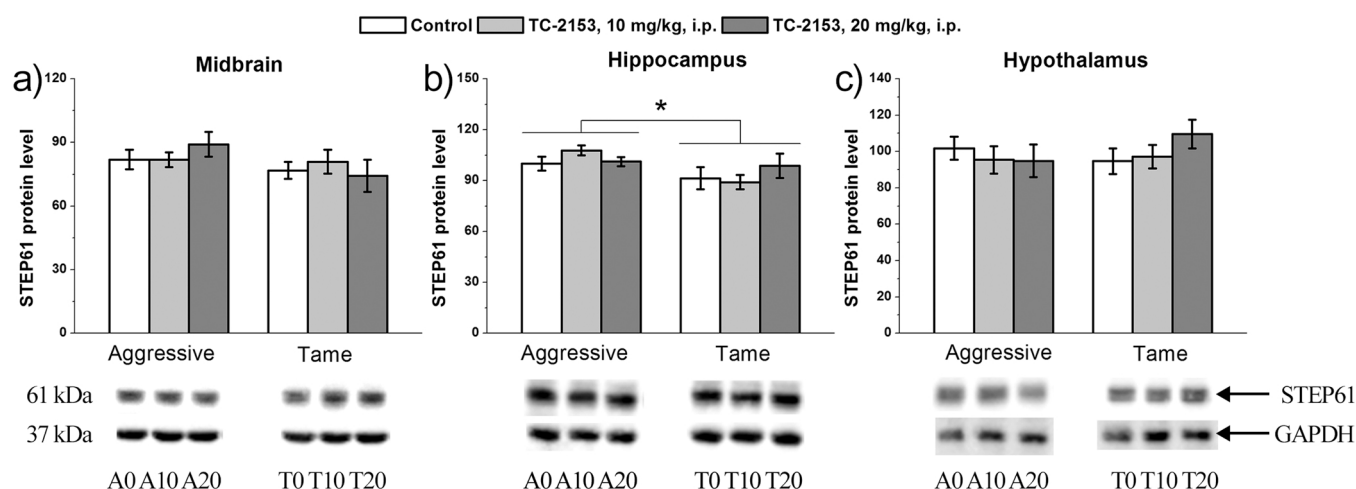 Control TC-2153, 10 mg/kg, i.p. TC-2153, 20 mg/kg, i.p.
a) Midbrain
STEP61 protein level
120
90
60
30
0
Aggressive Tame
b) Hippocampus
STEP61 protein level
150
120
90
60
30
0
*
Aggressive Tame
c) Hypothalamus
STEP61 protein level
140
120
100
80
60
40
20
0
Aggressive Tame
61 kDa
STEP61
37 kDa
GAPDH
A0 A10 A20 T0 T10 T20 A0 A10 A20 T0 T10 T20 A0 A10 A20 T0 T10 T20